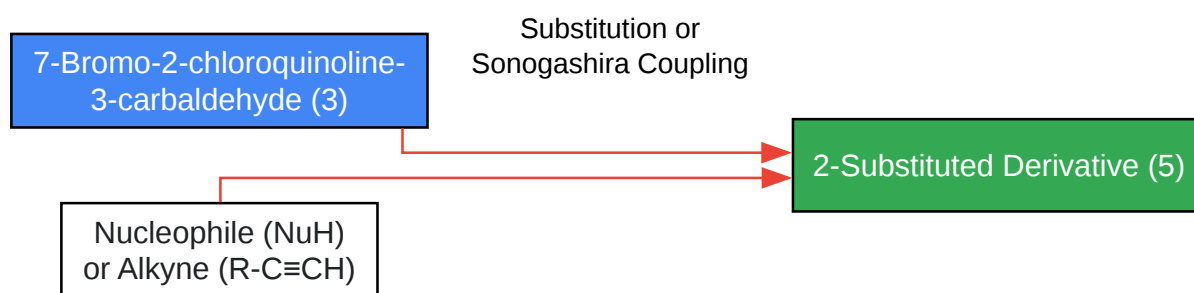 Substitution or
Sonogashira Coupling
7-Bromo-2-chloroquinoline-
3-carbaldehyde (3)
2-Substituted Derivative (5)
Nucleophile (NuH)
or Alkyne (R-C≡CH)